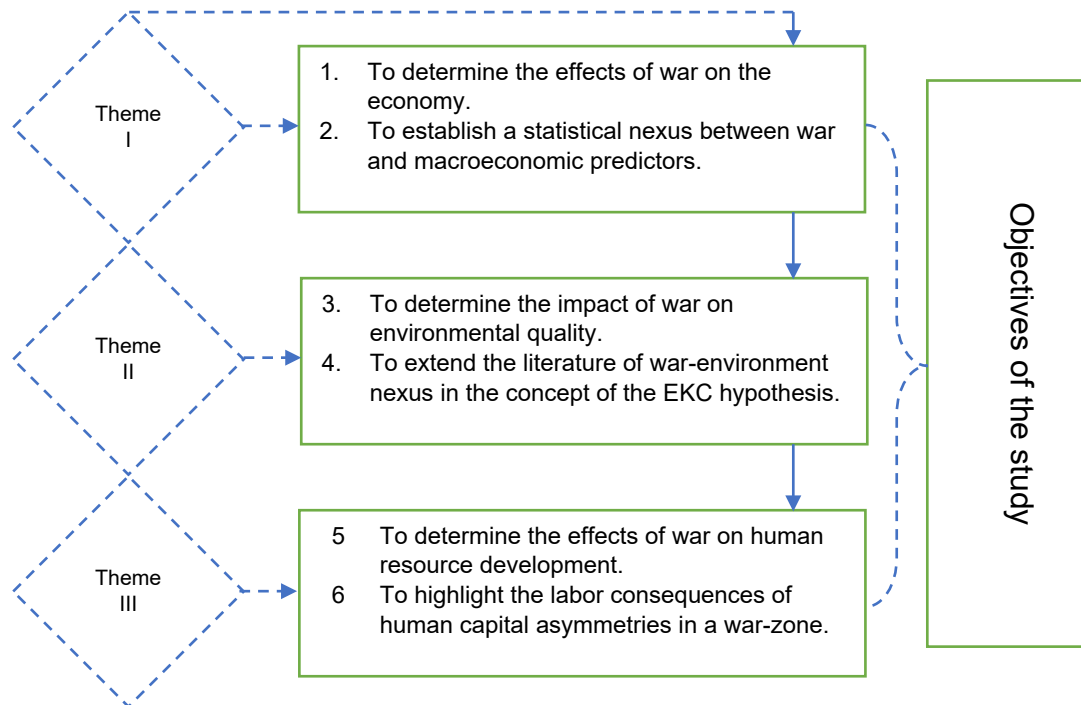 Theme
I
1. To determine the effects of war on the
economy.
2. To establish a statistical nexus between war
and macroeconomic predictors.
Theme
II
3. To determine the impact of war on
environmental quality.
4. To extend the literature of war-environment
nexus in the concept of the EKC hypothesis.
Theme
III
5 To determine the effects of war on human
resource development.
6 To highlight the labor consequences of
human capital asymmetries in a war-zone.
Objectives of the study